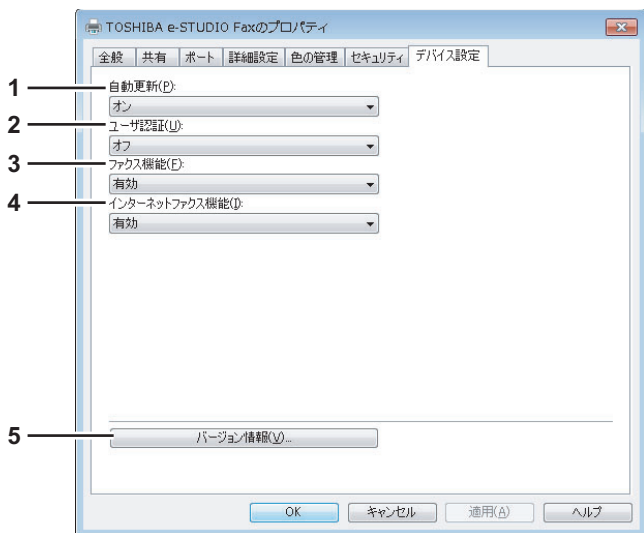 TOSHIBA e-STUDIO Faxのプロパティ
全般 共有 ポート 詳細設定 色の管理 セキュリティ デバイス設定
1 自動更新(P):
オン
2 ユーザ認証(U):
オフ
3 ファクス機能(F):
有効
4 インターネットファクス機能(I):
有効
5 バージョン情報(V)...
OK キャンセル 適用(A) ヘルプ